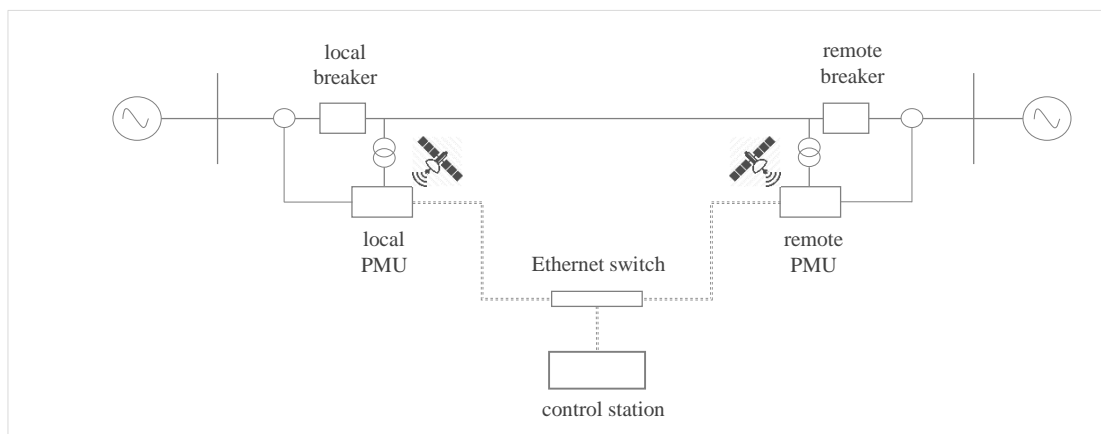 local
breaker
remote
breaker
local
PMU
remote
PMU
Ethernet switch
control station